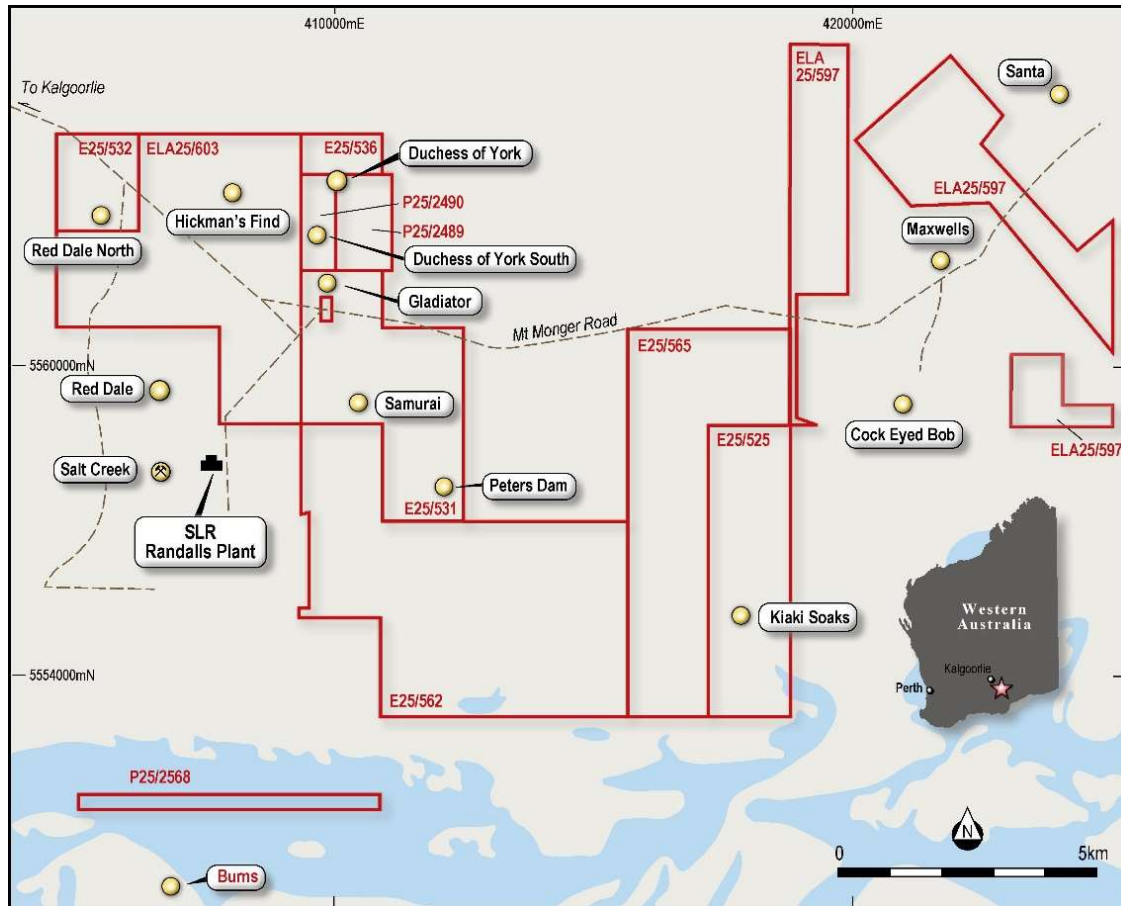 410000mE
420000mE
To Kalgoorlie
ELA
25/597
Santa
E25/532
ELA25/603
E25/536
Duchess of York
ELA25/597
P25/2490
Hickman's Find
P25/2489
Maxwells
Red Dale North
Duchess of York South
Gladiator
Mt Monger Road
E25/565
5560000mN
Red Dale
Samurai
Cock Eyed Bob
E25/525
ELA25/597
Salt Creek
Peters Dam
E25/531
SLR
Randalls Plant
Kiaki Soaks
Western
Australia
Kalgoorlie
Perth
5554000mN
E25/562
P25/2568
N
0
5km
Burns